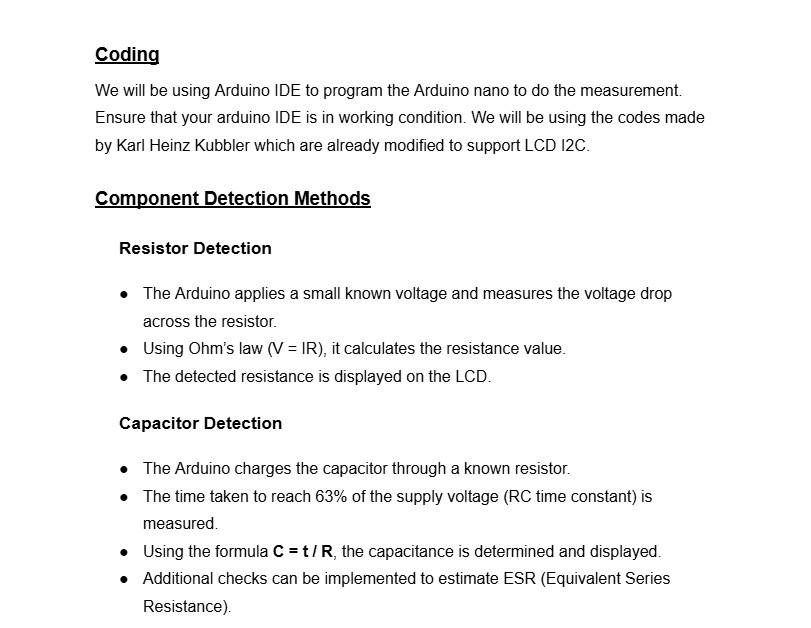 Coding
We will be using Arduino IDE to program the Arduino nano to do the measurement.
Ensure that your arduino IDE is in working condition. We will be using the codes made
by Karl Heinz Kubbler which are already modified to support LCD I2C.
Component Detection Methods
Resistor Detection
● The Arduino applies a small known voltage and measures the voltage drop
across the resistor.
● Using Ohm’s law (V = IR), it calculates the resistance value.
● The detected resistance is displayed on the LCD.
Capacitor Detection
● The Arduino charges the capacitor through a known resistor.
● The time taken to reach 63% of the supply voltage (RC time constant) is
measured.
● Using the formula C = t / R, the capacitance is determined and displayed.
● Additional checks can be implemented to estimate ESR (Equivalent Series
Resistance).